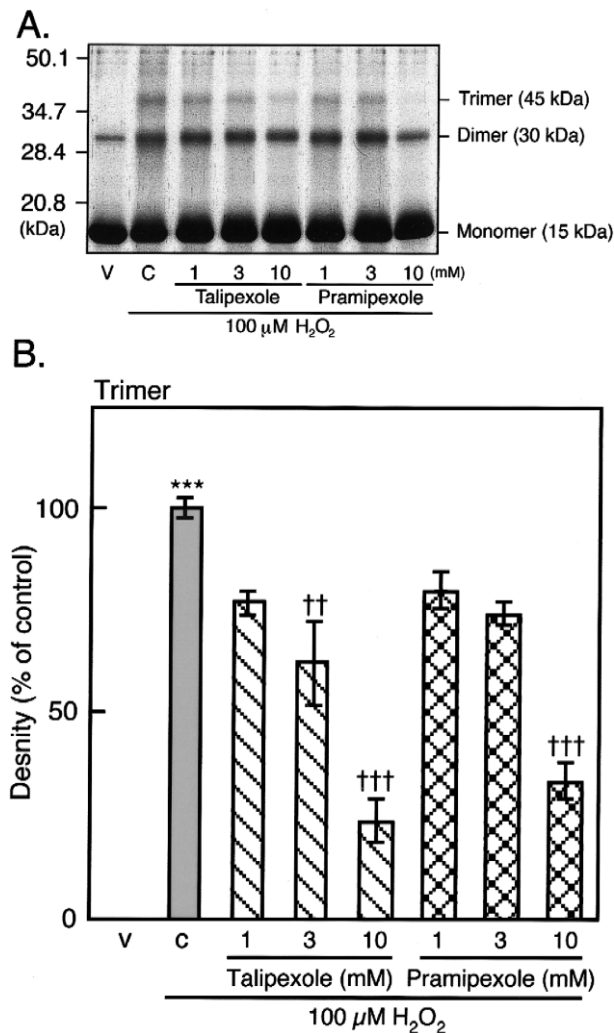 A.
50.1
34.7
28.4
20.8
(kDa)
Trimer (45 kDa)
Dimer (30 kDa)
Monomer (15 kDa)
V C 1 3 10 1 3 10 (mM)
Talipexole Pramipexole
100 μM H₂O₂
B.
Trimer
Desnity (% of control)
100
50
0
***
††
†††
†††
V C 1 3 10 1 3 10
Talipexole (mM) Pramipexole (mM)
100 μM H₂O₂